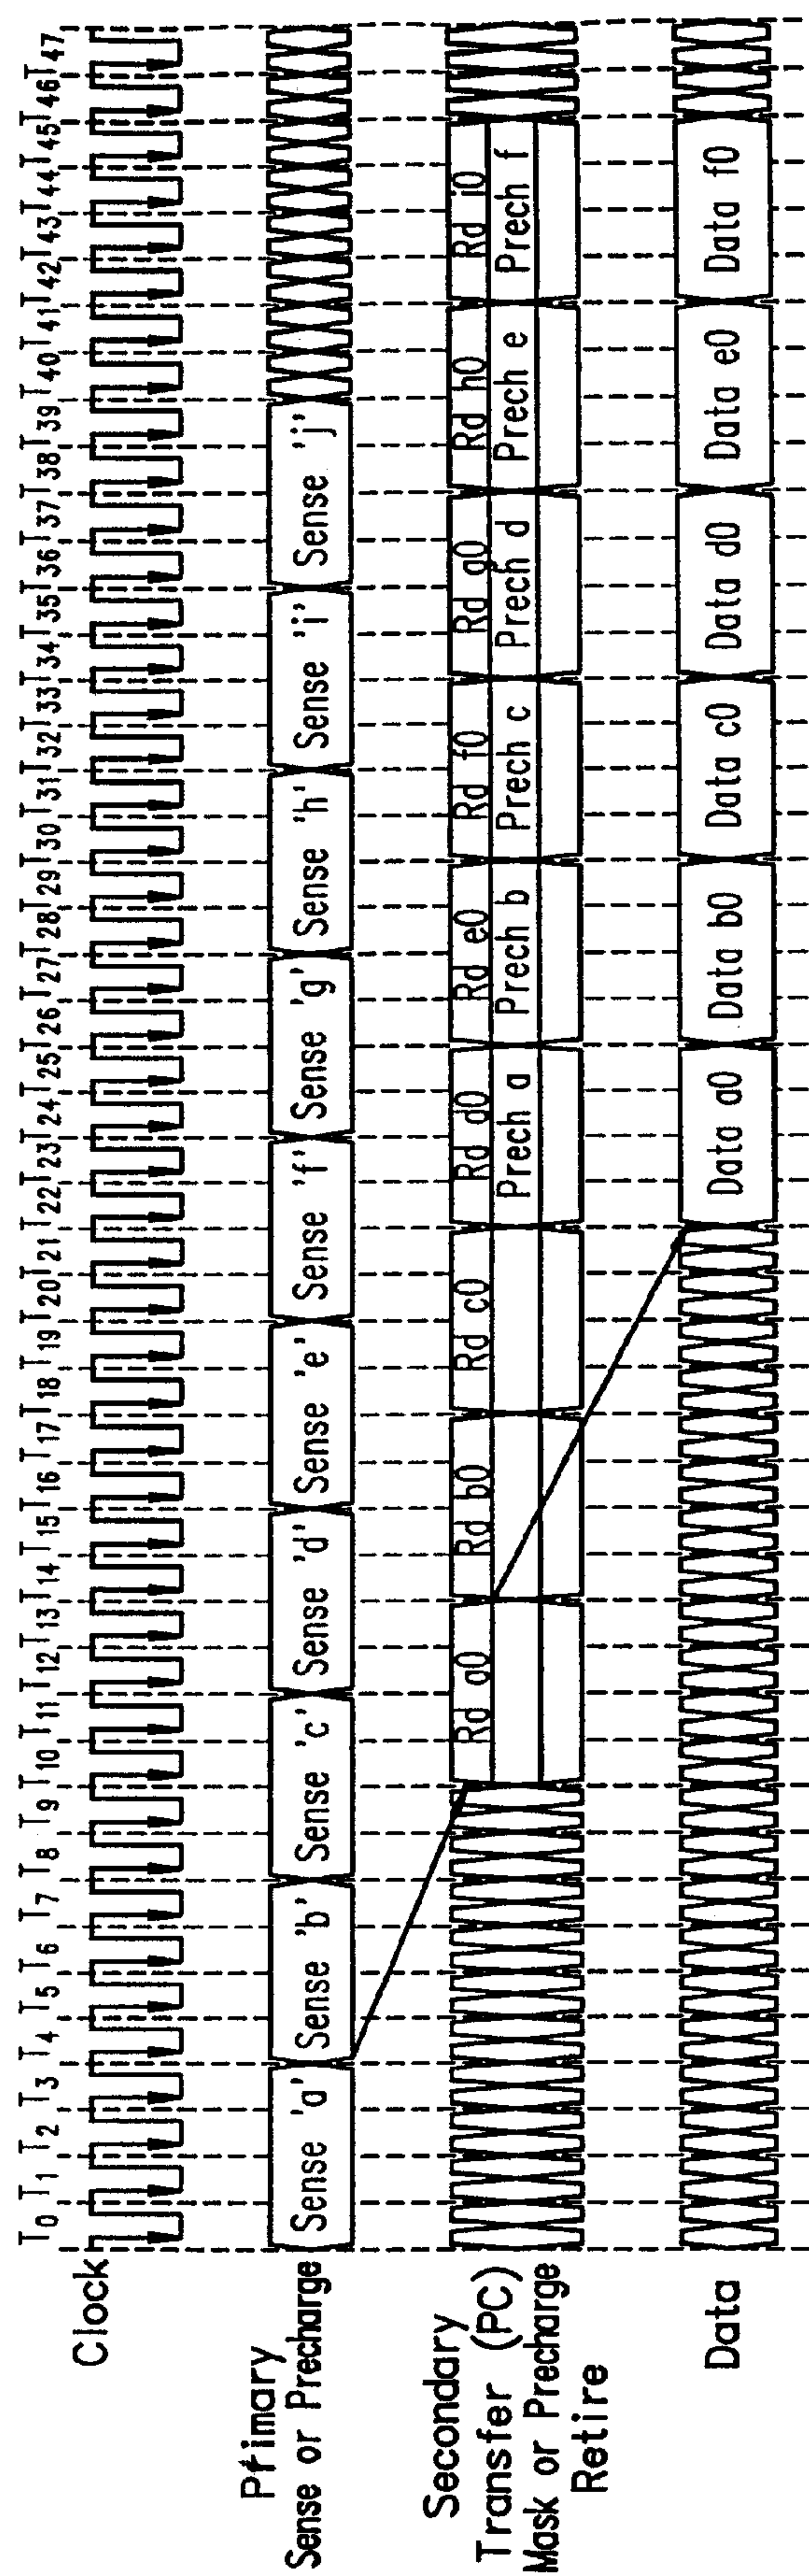 T0 T1 T2 T3 T4 T5 T6 T7 T8 T9 T10 T11 T12 T13 T14 T15 T16 T17 T18 T19 T20 T21 T22 T23 T24 T25 T26 T27 T28 T29 T30 T31 T32 T33 T34 T35 T36 T37 T38 T39 T40 T41 T42 T43 T44 T45 T46 T47
Clock
Primary
Sense or Precharge
Sense 'a' Sense 'b' Sense 'c' Sense 'd' Sense 'e' Sense 'f' Sense 'g' Sense 'h' Sense 'i' Sense 'j'
Secondary
Transfer (PC)
Mask or Precharge
Retire
Rd a0 Rd b0 Rd c0 Rd d0 Rd e0 Rd f0 Rd g0 Rd h0 Rd i0
Prech a Prech b Prech c Prech d Prech e Prech f
Data
Data a0 Data b0 Data c0 Data d0 Data e0 Data f0